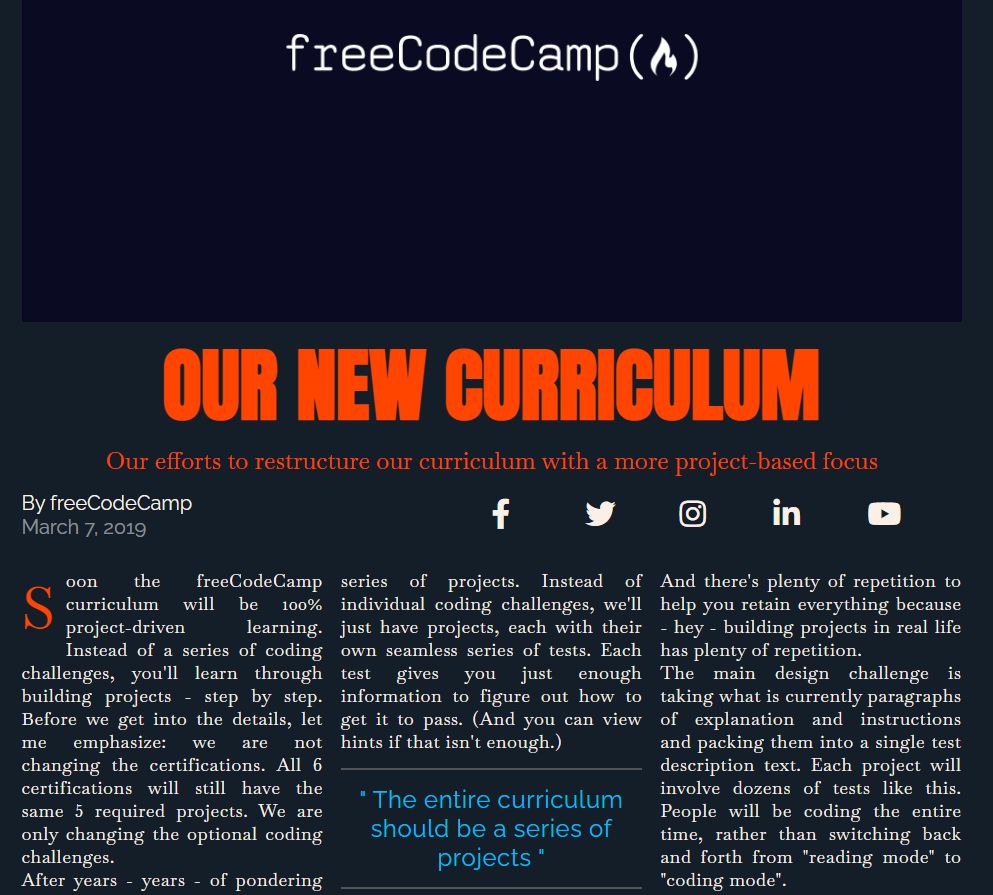 freeCodeCamp(🔥)
OUR NEW CURRICULUM
Our efforts to restructure our curriculum with a more project-based focus
By freeCodeCamp
March 7, 2019
Soon the freeCodeCamp
curriculum will be 100%
project-driven learning.
Instead of a series of coding
challenges, you'll learn through
building projects - step by step.
Before we get into the details, let
me emphasize: we are not
changing the certifications. All 6
certifications will still have the
same 5 required projects. We are
only changing the optional coding
challenges.
After years - years - of pondering
series of projects. Instead of
individual coding challenges, we'll
just have projects, each with their
own seamless series of tests. Each
test gives you just enough
information to figure out how to
get it to pass. (And you can view
hints if that isn't enough.)
" The entire curriculum
should be a series of
projects "
And there's plenty of repetition to
help you retain everything because
- hey - building projects in real life
has plenty of repetition.
The main design challenge is
taking what is currently paragraphs
of explanation and instructions
and packing them into a single test
description text. Each project will
involve dozens of tests like this.
People will be coding the entire
time, rather than switching back
and forth from "reading mode" to
"coding mode".